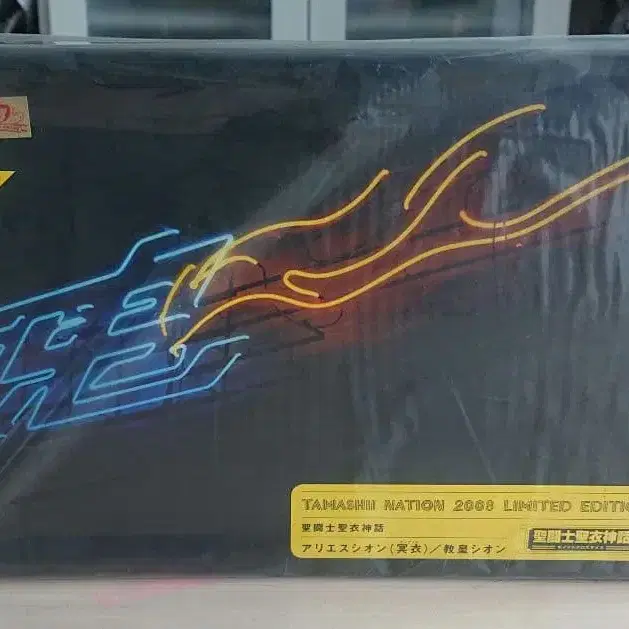 TAMASHII NATION 2008 LIMITED EDITIO
聖闘士聖衣神話
アリエスシオン(冥衣)/教皇シオン
聖闘士聖衣神話